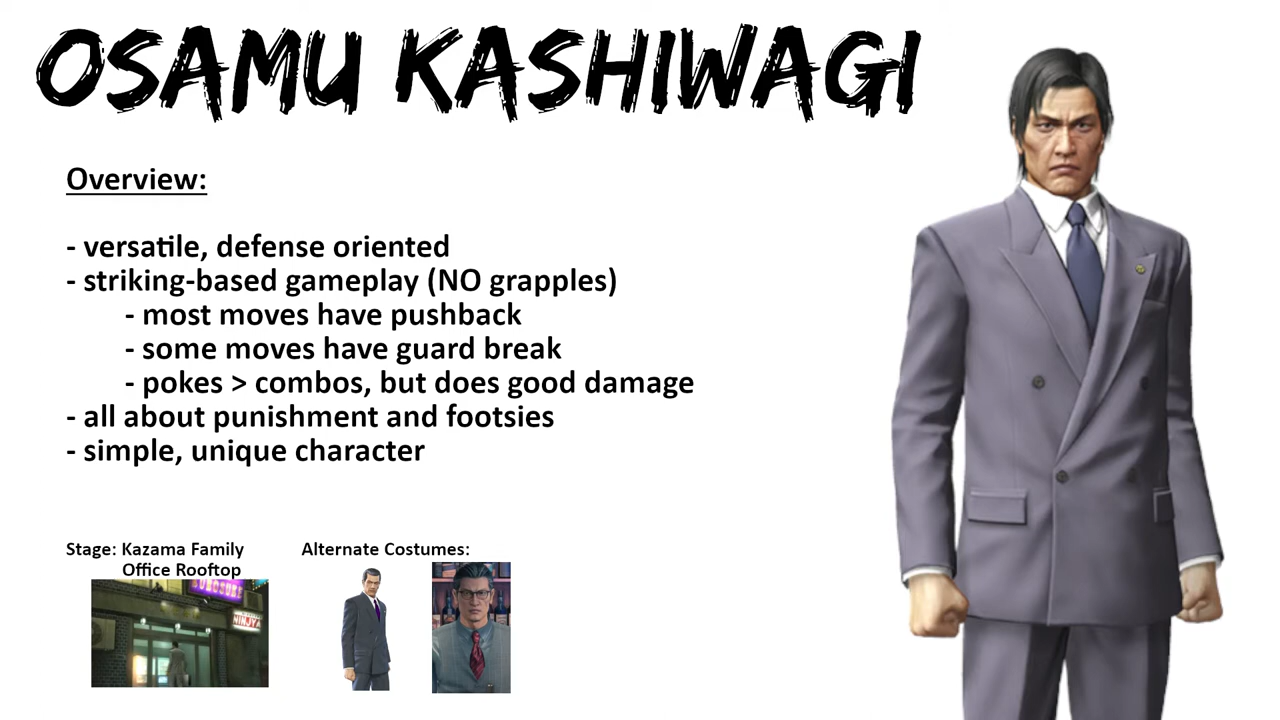 OSAMU KASHIWAGI
Overview:
- versatile, defense oriented
- striking-based gameplay (NO grapples)
- most moves have pushback
- some moves have guard break
- pokes > combos, but does good damage
- all about punishment and footsies
- simple, unique character
Stage: Kazama Family
Office Rooftop
Alternate Costumes:
NINJYA